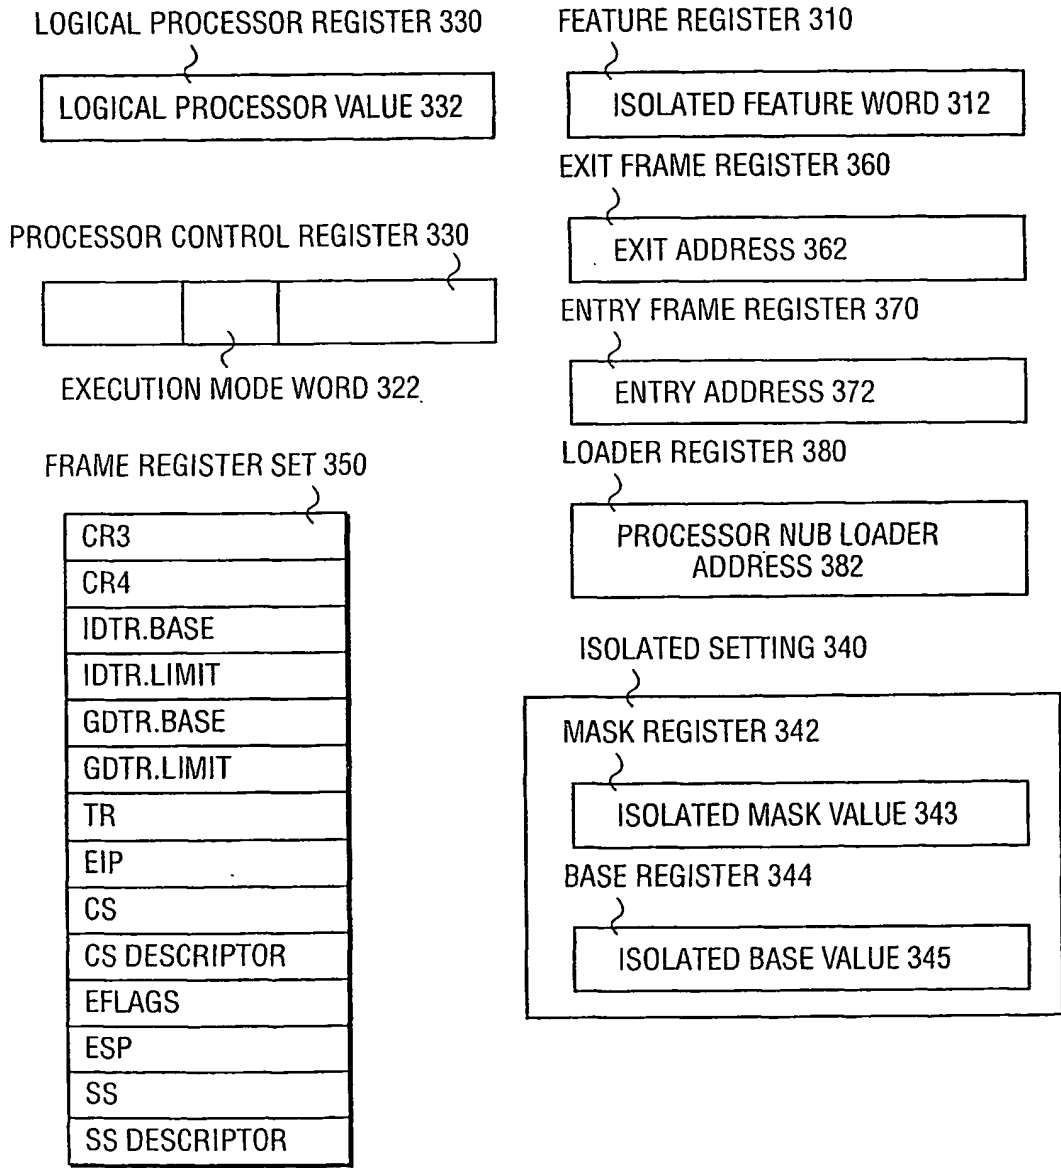 LOGICAL PROCESSOR REGISTER 330
LOGICAL PROCESSOR VALUE 332
PROCESSOR CONTROL REGISTER 330
EXECUTION MODE WORD 322
FRAME REGISTER SET 350
CR3
CR4
IDTR.BASE
IDTR.LIMIT
GDTR.BASE
GDTR.LIMIT
TR
EIP
CS
CS DESCRIPTOR
EFLAGS
ESP
SS
SS DESCRIPTOR
FEATURE REGISTER 310
ISOLATED FEATURE WORD 312
EXIT FRAME REGISTER 360
EXIT ADDRESS 362
ENTRY FRAME REGISTER 370
ENTRY ADDRESS 372
LOADER REGISTER 380
PROCESSOR NUB LOADER
ADDRESS 382
ISOLATED SETTING 340
MASK REGISTER 342
ISOLATED MASK VALUE 343
BASE REGISTER 344
ISOLATED BASE VALUE 345